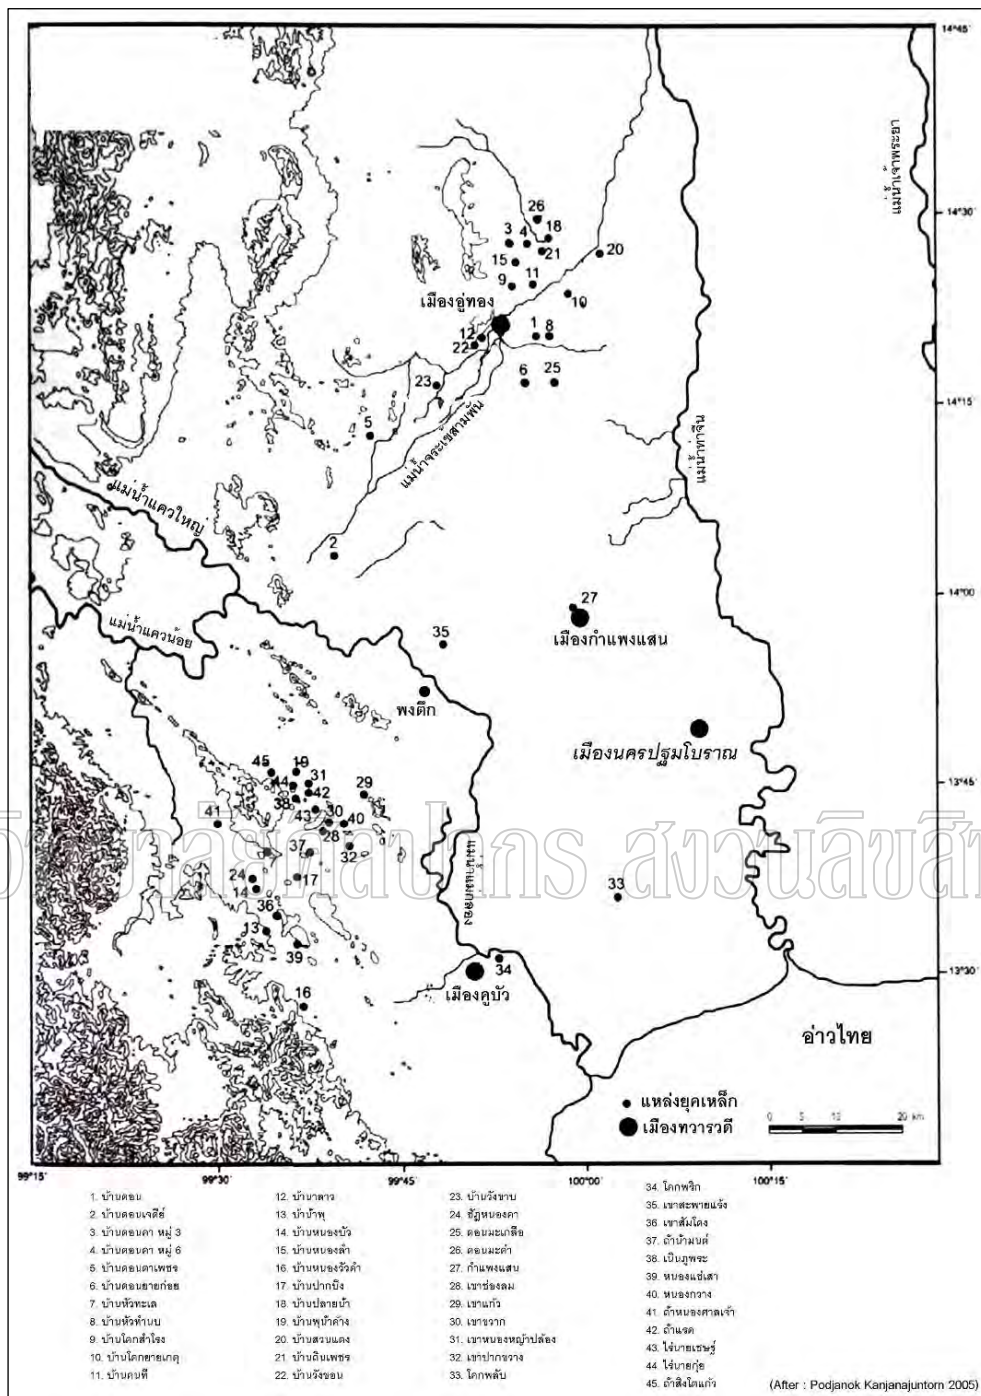 14°45'
แม่น้ำเจ้าพระยา
14°30'
26
3
4
18
21
20
15
9
11
10
เมืองอู่ทอง
12
22
1
8
6
25
23
14°15'
5
แม่น้ำจระเข้สามพัน
แม่น้ำท่าจีน
แม่น้ำแควใหญ่
2
14°00'
27
เมืองกำแพงแสน
แม่น้ำแควน้อย
35
พงตึก
เมืองนครปฐมโบราณ
13°45'
45
19
44
31
42
38
29
43
30
40
41
28
32
37
24
17
14
แม่น้ำแม่กลอง
33
36
13
39
34
13°30'
เมืองคูบัว
16
อ่าวไทย
แหล่งยุคเหล็ก
เมืองทวารวดี
0 5 10 20 km
99°15' 99°30' 99°45' 100°00' 100°15'
1. บ้านดอน
2. บ้านดอนเจดีย์
3. บ้านดอนคา หมู่ 3
4. บ้านดอนคา หมู่ 6
5. บ้านดอนตาเพชร
6. บ้านดอนยายก่อย
7. บ้านหัวทะเล
8. บ้านหัวทำนบ
9. บ้านโคกสำโรง
10. บ้านโคกยายเกตุ
11. บ้านคนที
12. บ้านนาลาว
13. บ้านน้ำพุ
14. บ้านหนองบัว
15. บ้านหนองลำ
16. บ้านหนองรัวดำ
17. บ้านปากบึง
18. บ้านปลายน้ำ
19. บ้านพุน้ำค้าง
20. บ้านสวนแตง
21. บ้านถินเพชร
22. บ้านวังขอน
23. บ้านวังขาบ
24. ชัฎหนองคา
25. ดอนมะเกลือ
26. ดอนมะดำ
27. กำแพงแสน
28. เขาช่องลม
29. เขาแก้ว
30. เขาขวาก
31. เขาหนองหญ้าปล้อง
32. เขาปากขวาง
33. โคกพลับ
34. โคกพริก
35. เขาสะพายแร้ง
36. เขาส้มโดง
37. ถ้ำน้ำมนต์
38. เนินภูพระ
39. หนองแช่เสา
40. หนองกวาง
41. ถ้ำหนองศาลเจ้า
42. ถ้ำแรด
43. ไร่นายเชษฐ์
44. ไร่นายกุ่ย
45. ถ้ำสิงโตแก้ว
(After : Podjanok Kanjanajuntorn 2005)